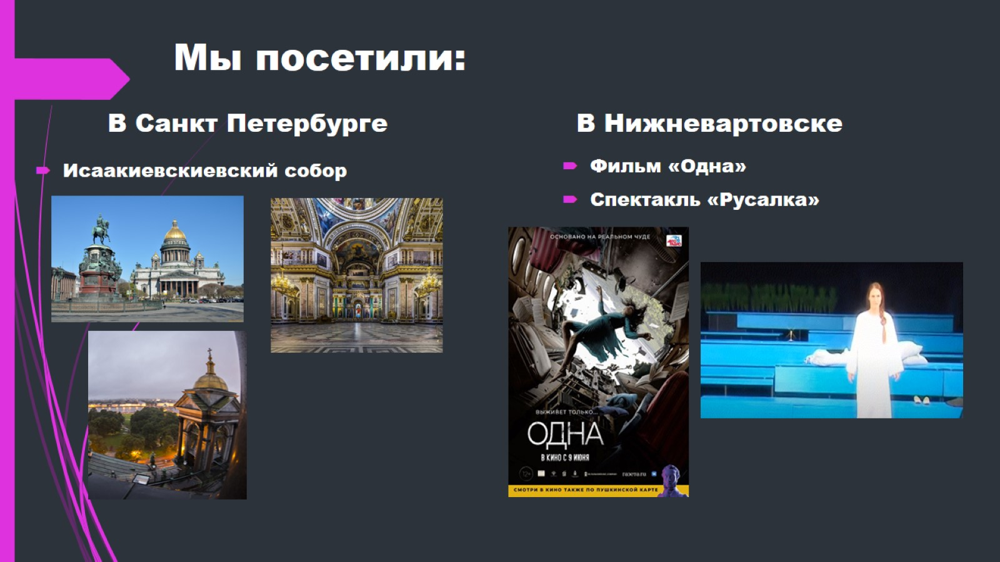 Мы посетили:
В Санкт Петербурге
Исаакиевскиевский собор
В Нижневартовске
Фильм «Одна»
Спектакль «Русалка»
ОСНОВАНО НА РЕАЛЬНОМ ЧУДЕ
ВЫЖИВЕТ ТОЛЬКО...
ОДНА
В КИНО С 9 ИЮНЯ
12+
газета.ru
СМОТРИ В КИНО ТАКЖЕ ПО ПУШКИНСКОЙ КАРТЕ